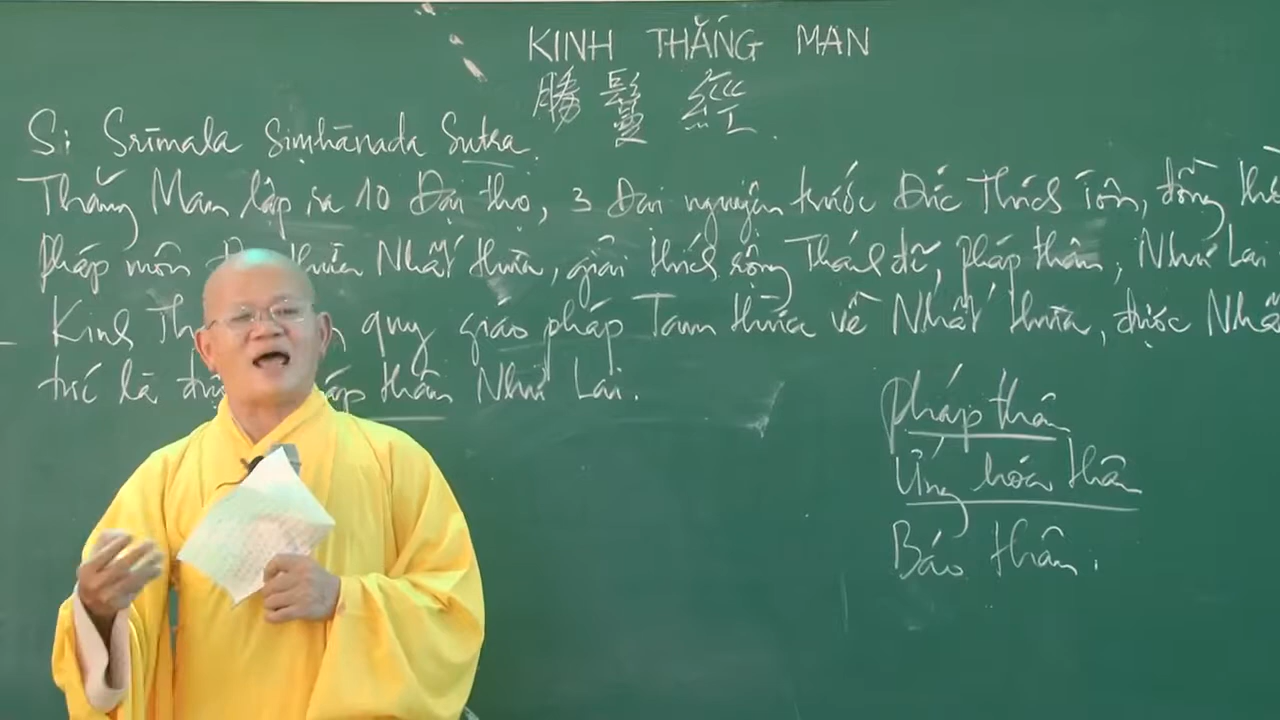 KINH THẮNG MAN
勝鬘經.
S: Srīmala Siṃhānada Sutra.
Thắng Man lập ra 10 Đại thọ, 3 Đại nguyện trước Đức Thích Tôn, đồng
Pháp môn Nhất thừa, giải thích rộng Thánh đế, pháp thân, Như Lai
Kinh quy giáo pháp Tam thừa về Nhất thừa, được
trí là thân Như Lai.
Pháp thân
Ứng hóa thân
Báo thân.